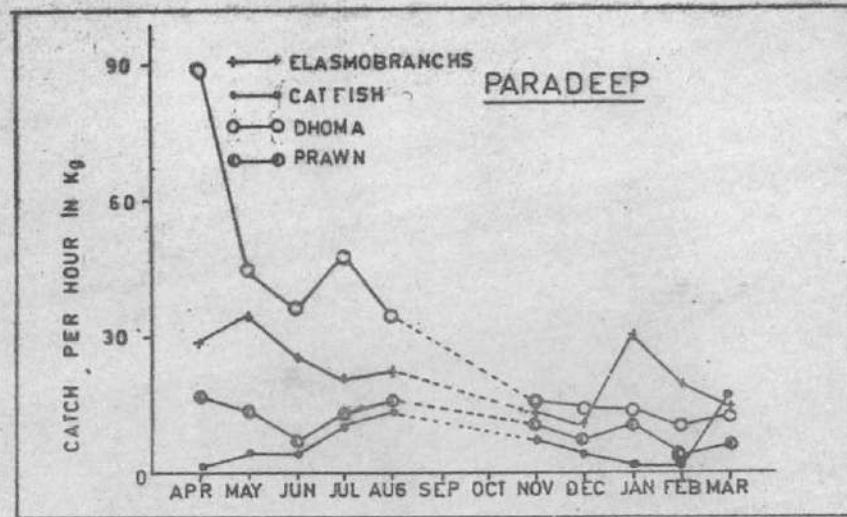 90
60
30
0
CATCH PER HOUR IN Kg
ELASMOBRANCHS
CATFISH
DHOMA
PRAWN
PARADEEP
APR MAY JUN JUL AUG SEP OCT NOV DEC JAN FEB MAR